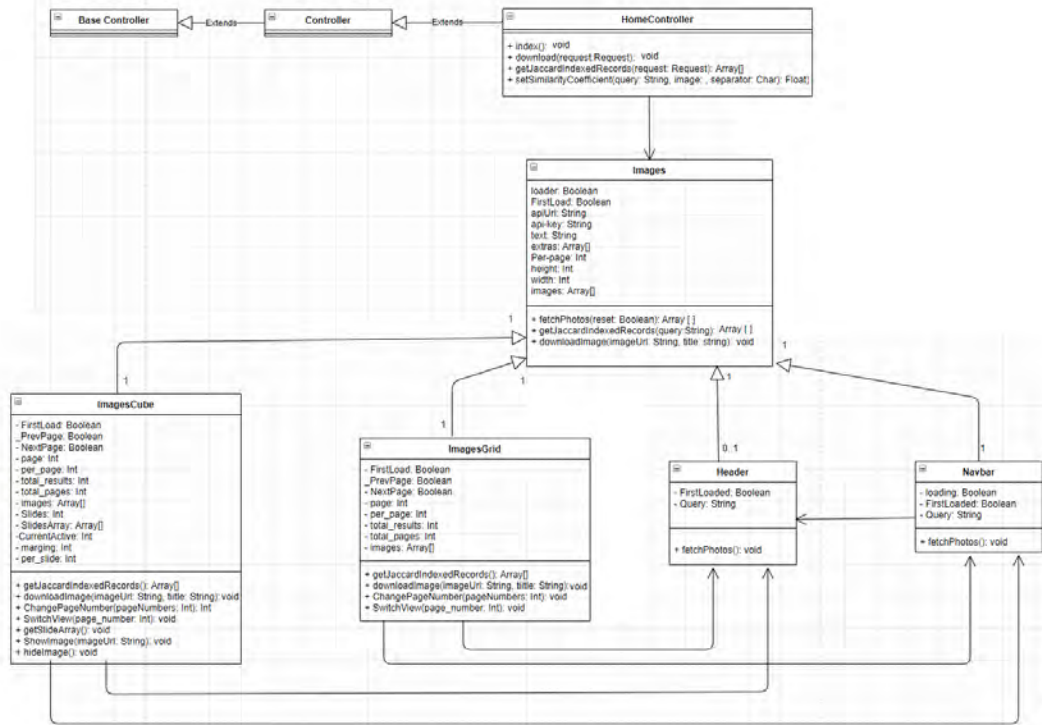 Base Controller
Extends
Controller
Extends
HomeController
+ index(): void
+ download(request:Request): void
+ getJaccardIndexedRecords(request: Request): Array[]
+ setSimilarityCoefficient(query: String, image: , separator: Char): Float)
Images
loader: Boolean
FirstLoad: Boolean
apiUrl: String
api-key: String
text: String
extras: Array[]
Per-page: Int
height: Int
width: Int
images: Array[]
+ fetchPhotos(reset: Boolean): Array [ ]
+ getJaccardIndexedRecords(query:String): Array [ ]
+ downloadImage(imageUrl: String, title: string): void
1
1
1
1
1
1
0..1
1
ImagesCube
- FirstLoad: Boolean
_PrevPage: Boolean
- NextPage: Boolean
- page: Int
- per_page: Int
- total_results: Int
- total_pages: Int
- images: Array[]
- Slides: Int
- SlidesArray: Array[]
-CurrentActive: Int
- marging: Int
- per_slide: Int
+ getJaccardIndexedRecords(): Array[]
+ downloadImage(imageUrl: String, title: String): void
+ ChangePageNumber(pageNumbers: Int): Int
+ SwitchView(page_number: Int): void
+ getSlideArray(): void
+ ShowImage(imageUrl: String): void
+ hideImage(): void
ImagesGrid
- FirstLoad: Boolean
_PrevPage: Boolean
- NextPage: Boolean
- page: Int
- per_page: Int
- total_results: Int
- total_pages: Int
- images: Array[]
+ getJaccardIndexedRecords(): Array[]
+ downloadImage(imageUrl: String, title: String): void
+ ChangePageNumber(pageNumbers: Int): void
+ SwitchView(page_number: Int): void
Header
- FirstLoaded: Boolean
- Query: String
+ fetchPhotos(): void
Navbar
- loading: Boolean
- FirstLoaded: Boolean
- Query: String
+ fetchPhotos(): void